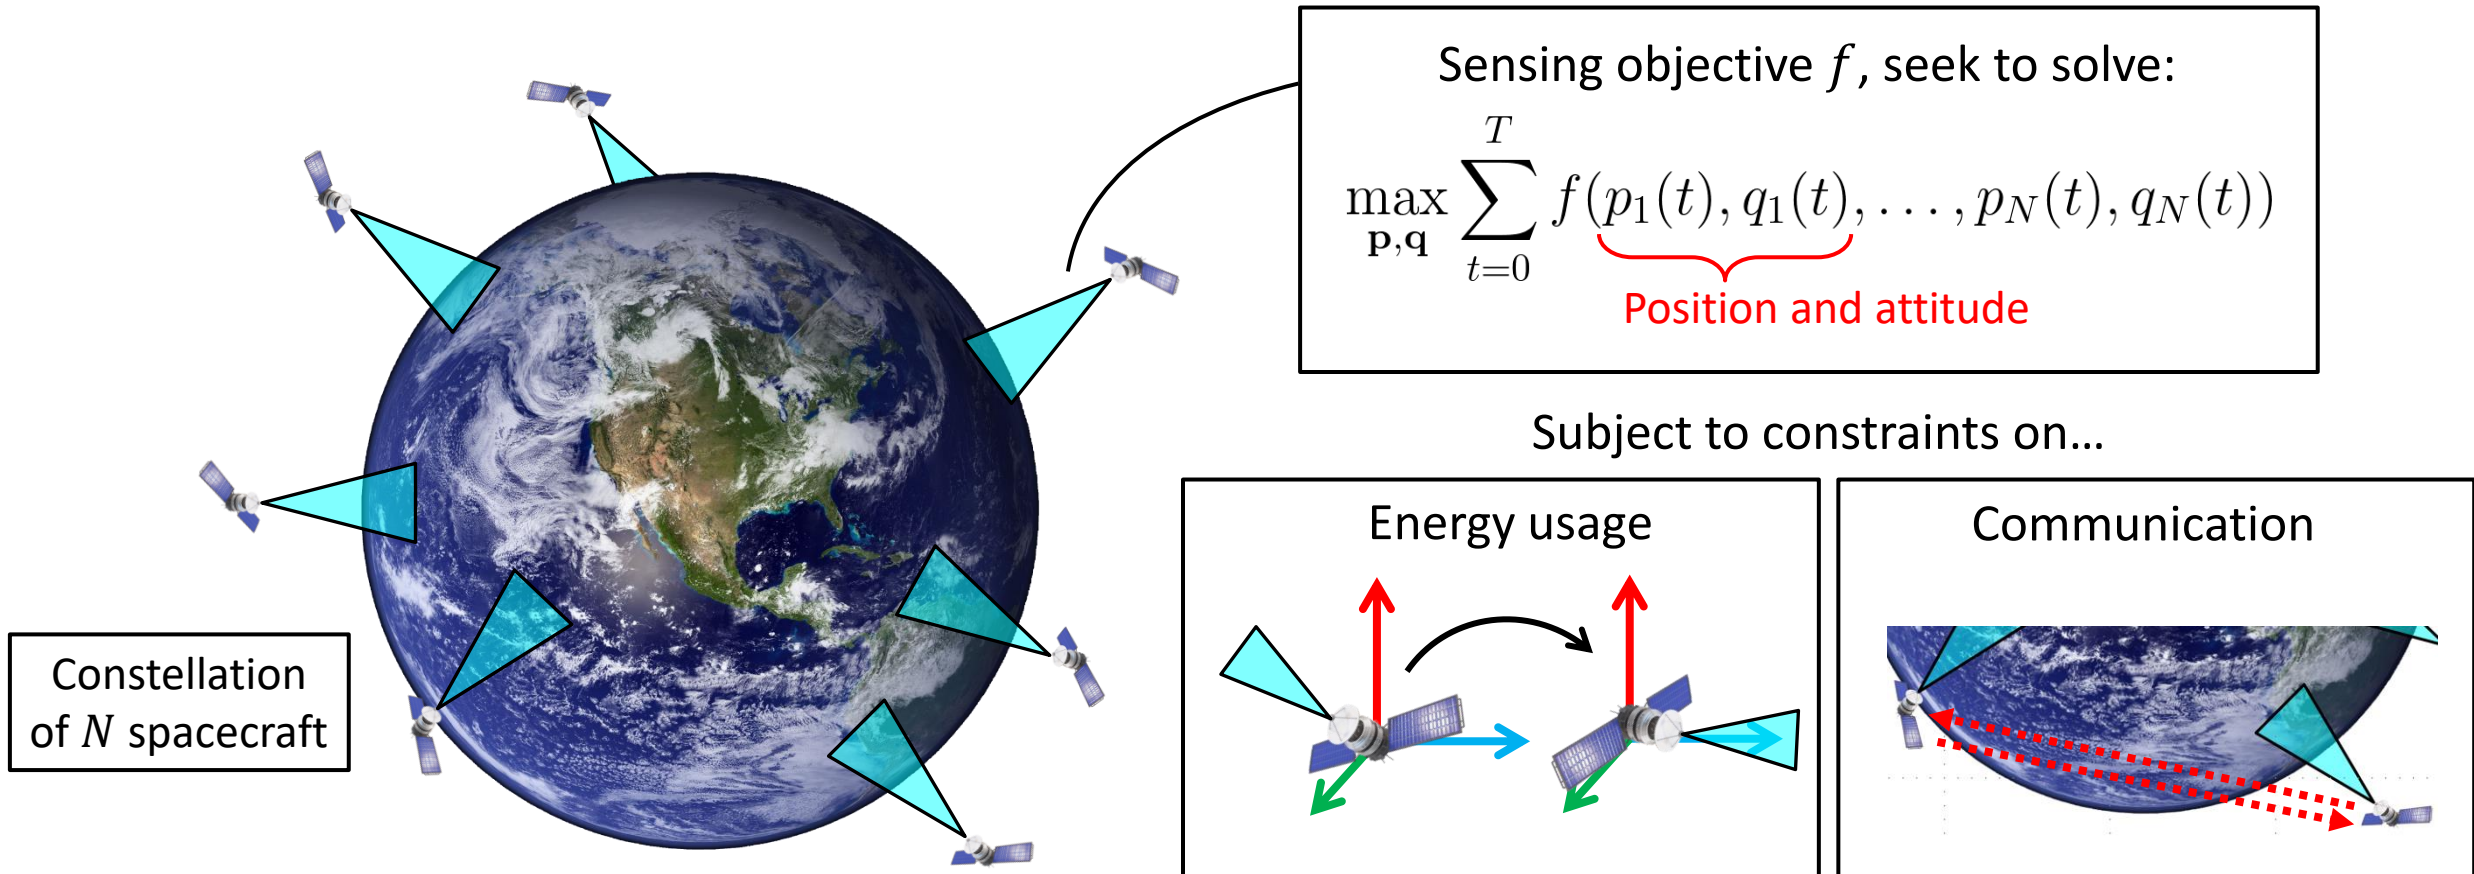 Sensing objective f, seek to solve:
max p,q ∑ t=0 T f(p₁(t), q₁(t), . . . , p_N(t), q_N(t))
Position and attitude
Subject to constraints on...
Energy usage
Communication
Constellation
of N spacecraft